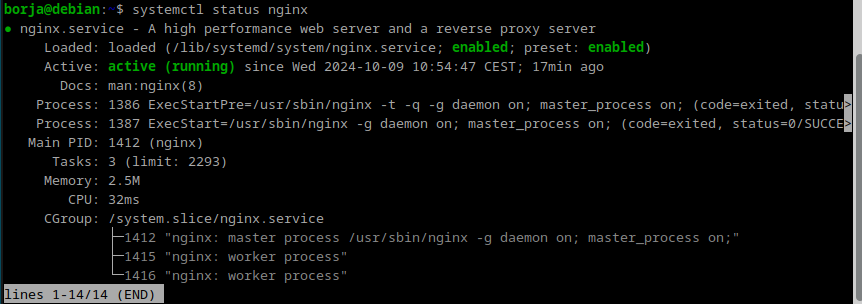 borja@debian: $ systemctl status nginx
● nginx.service - A high performance web server and a reverse proxy server
Loaded: loaded (/lib/systemd/system/nginx.service; enabled; preset: enabled)
Active: active (running) since Wed 2024-10-09 10:54:47 CEST; 17min ago
Docs: man:nginx(8)
Process: 1386 ExecStartPre=/usr/sbin/nginx -t -q -g daemon on; master_process on; (code=exited, statu>
Process: 1387 ExecStart=/usr/sbin/nginx -g daemon on; master_process on; (code=exited, status=0/SUCCE>
Main PID: 1412 (nginx)
Tasks: 3 (limit: 2293)
Memory: 2.5M
CPU: 32ms
CGroup: /system.slice/nginx.service
├─1412 "nginx: master process /usr/sbin/nginx -g daemon on; master_process on;"
├─1415 "nginx: worker process"
└─1416 "nginx: worker process"
lines 1-14/14 (END)